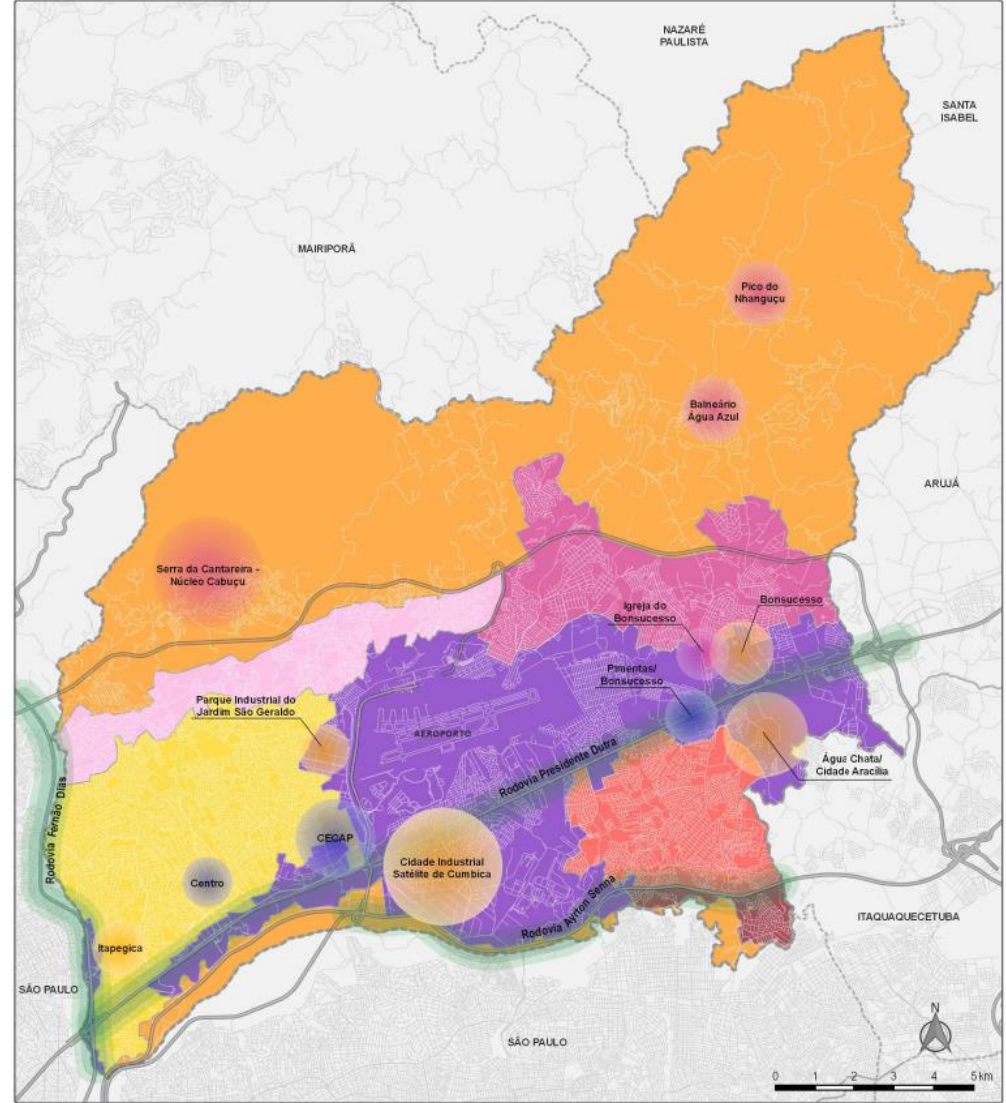 NAZARÉ
PAULISTA
SANTA
ISABEL
MAIRIPORÃ
Pico do
Nhanguçu
Balneário
Água Azul
ARUJÁ
Serra da Cantareira -
Núcleo Cabuçu
Igreja do
Bonsucesso
Bonsucesso
Pimentas/
Bonsucesso
Parque Industrial do
Jardim São Geraldo
AEROPORTO
Rodovia Presidente Dutra
Água Chata/
Cidade Aracília
Rodovia Fernão Dias
CECAP
Cidade Industrial
Satélite de Cumbica
Centro
Rodovia Ayrton Senna
ITAQUAQUECETUBA
Itapegica
SÃO PAULO
SÃO PAULO
N
0 1 2 3 4 5 km